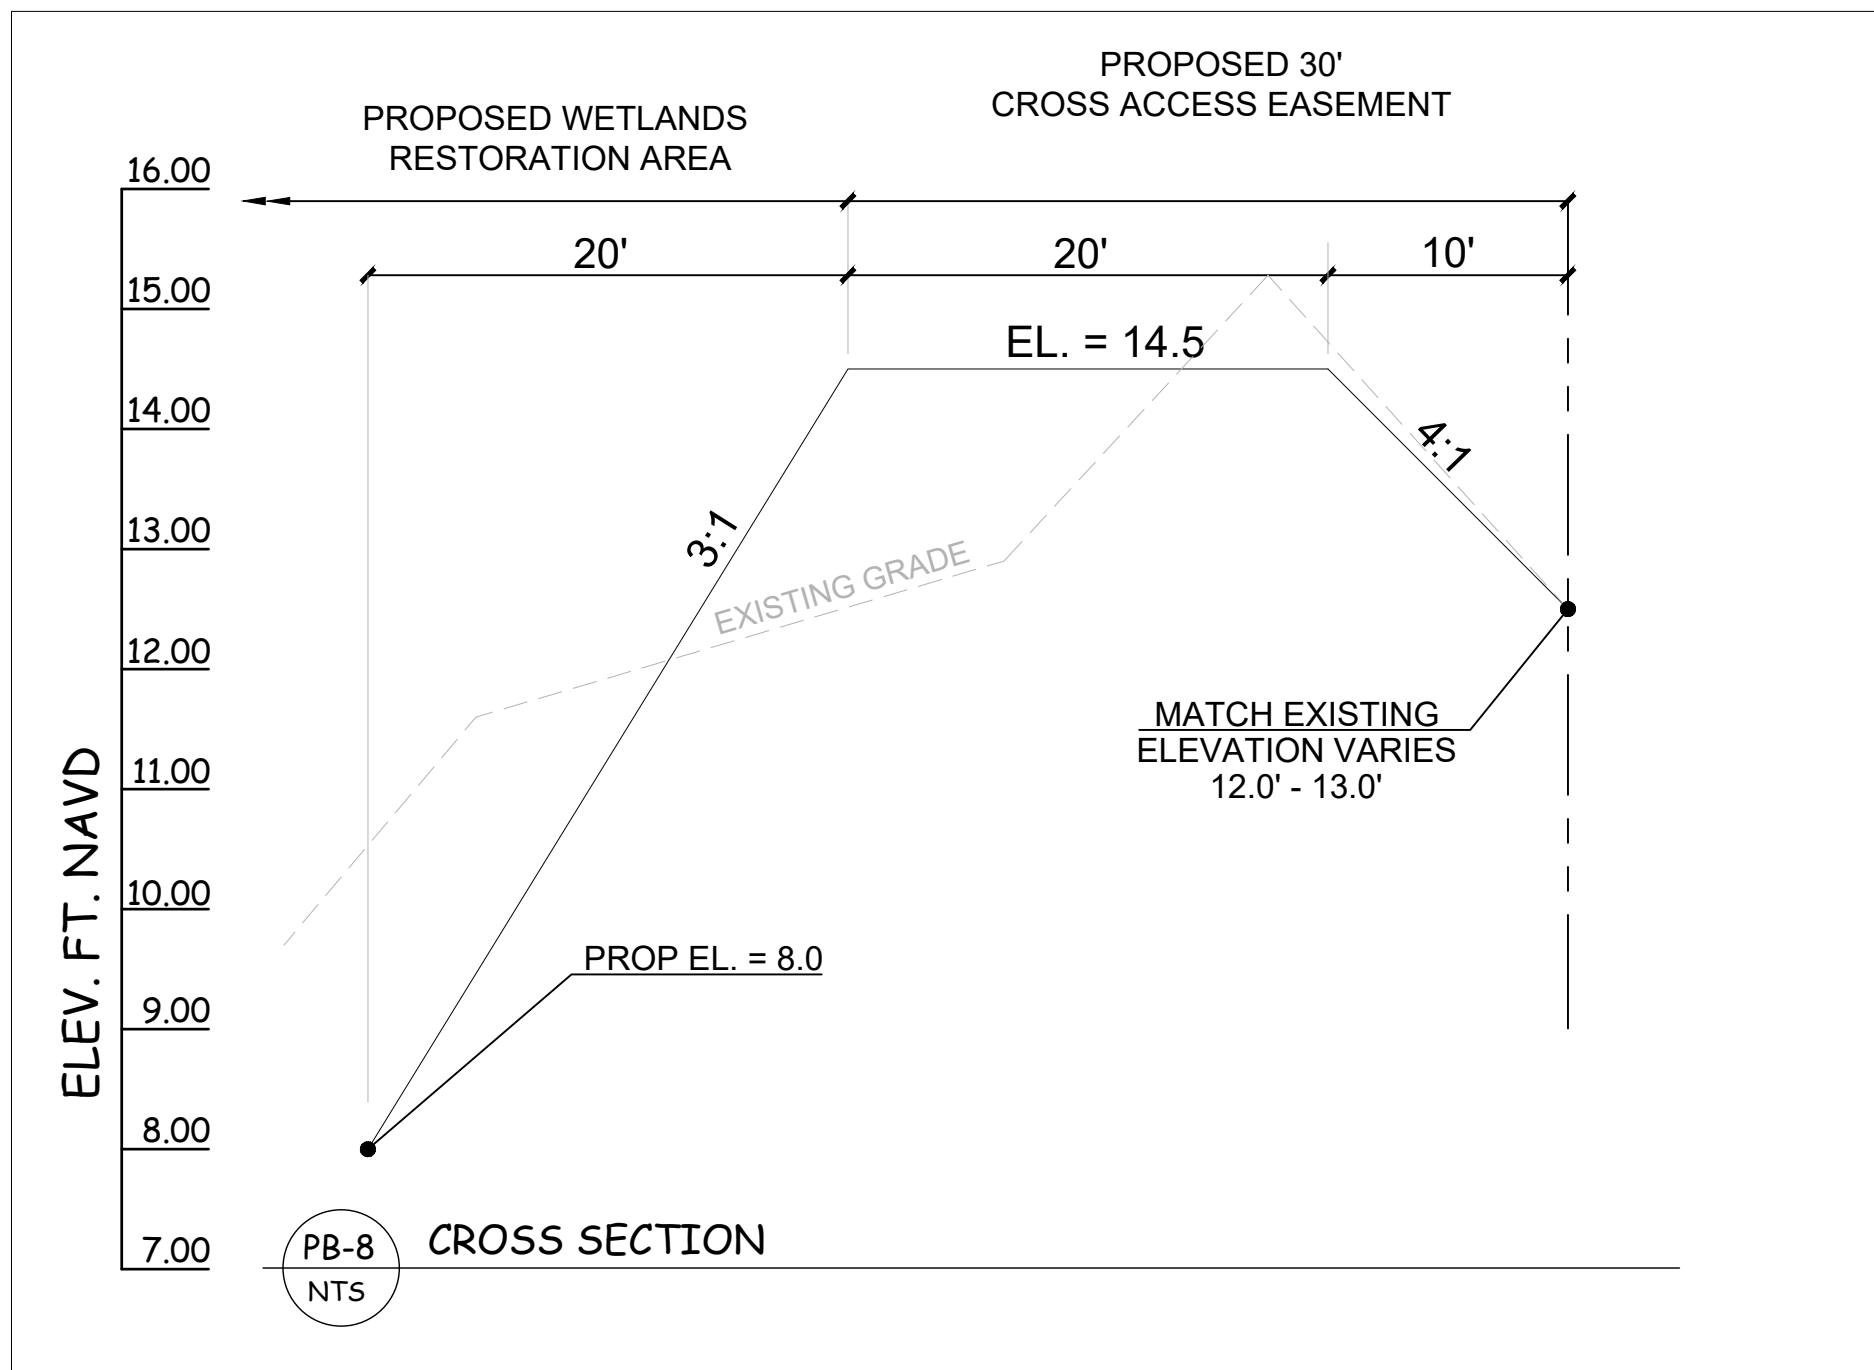 PROPOSED 30'
CROSS ACCESS EASEMENT
PROPOSED WETLANDS
RESTORATION AREA
16.00
20'
20'
10'
15.00
EL. = 14.5
14.00
4:1
13.00
3:1
EXISTING GRADE
12.00
MATCH EXISTING
ELEVATION VARIES
12.0' - 13.0'
11.00
10.00
PROP EL. = 8.0
9.00
8.00
7.00
ELEV. FT. NAVD
PB-8
NTS
CROSS SECTION